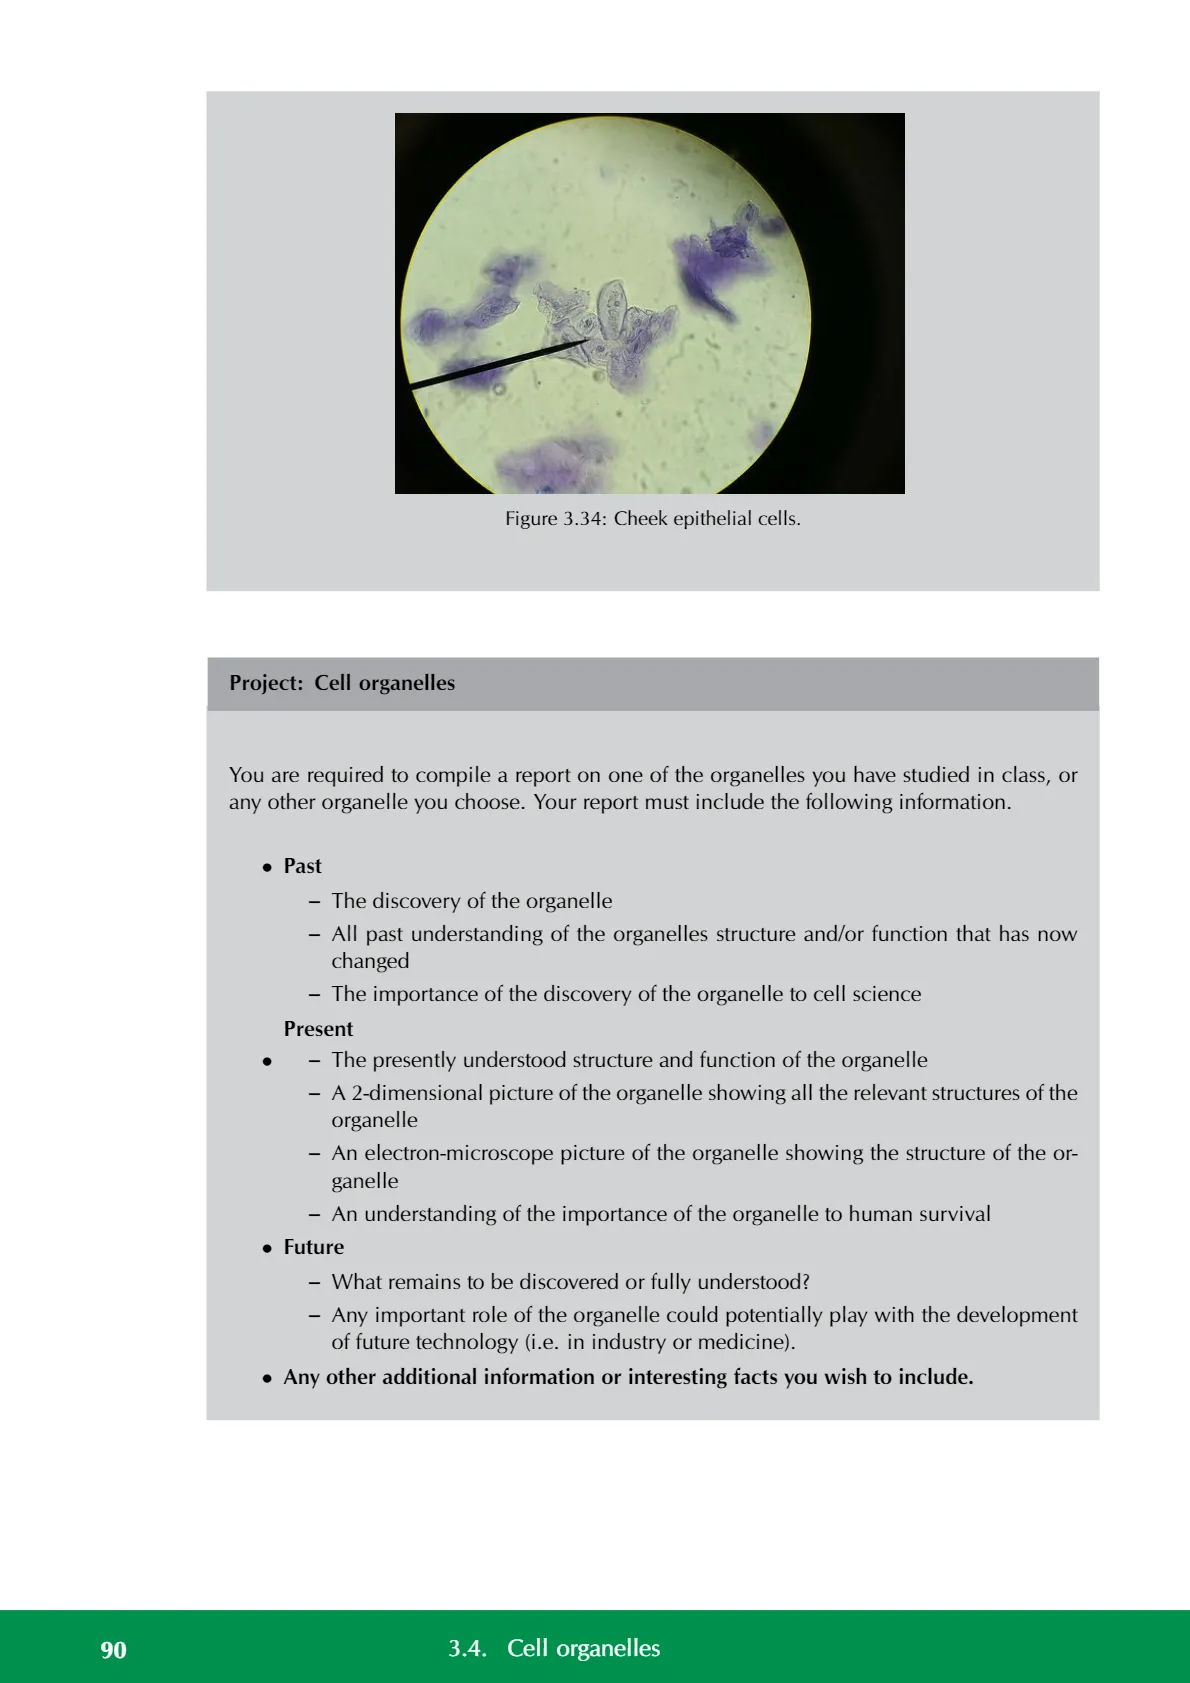 Figure 3.34: Cheek epithelial cells.
Project: Cell organelles
You are required to compile a report on one of the organelles you have studied in class, or
any other organelle you choose. Your report must include the following information.
• Past
– The discovery of the organelle
– All past understanding of the organelles structure and/or function that has now
changed
– The importance of the discovery of the organelle to cell science
Present
• – The presently understood structure and function of the organelle
– A 2-dimensional picture of the organelle showing all the relevant structures of the
organelle
– An electron-microscope picture of the organelle showing the structure of the or-
ganelle
– An understanding of the importance of the organelle to human survival
• Future
– What remains to be discovered or fully understood?
– Any important role of the organelle could potentially play with the development
of future technology (i.e. in industry or medicine).
• Any other additional information or interesting facts you wish to include.
90 3.4. Cell organelles